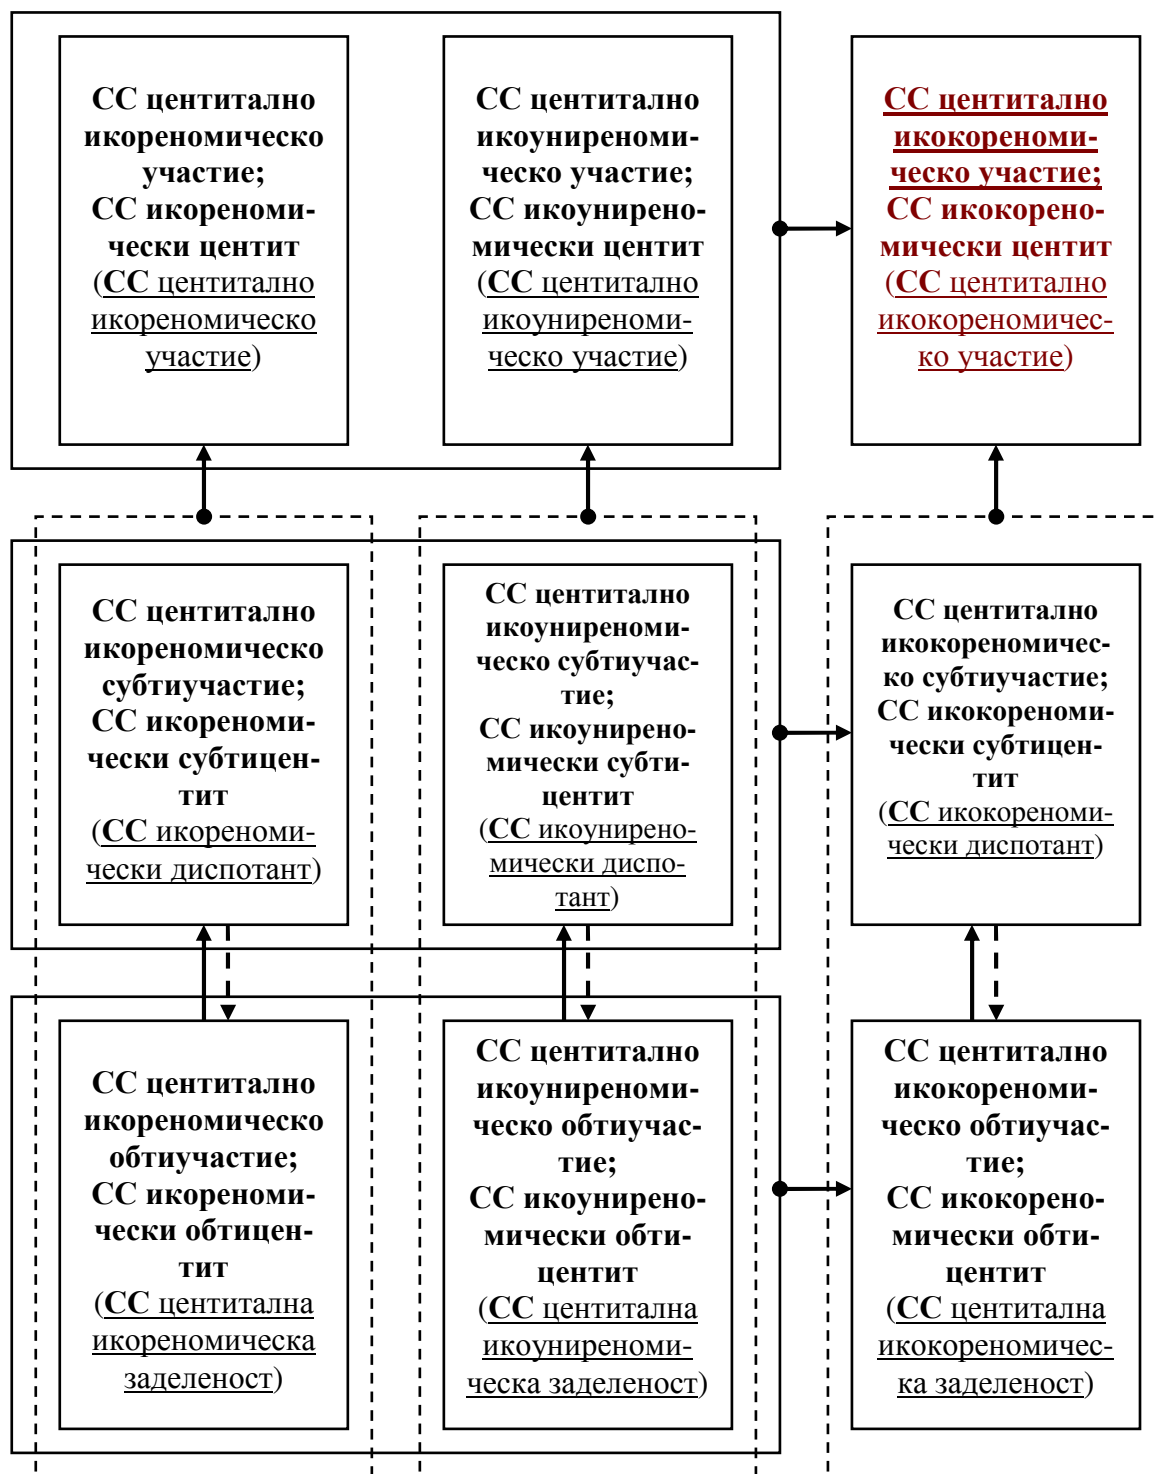 СС центитално
икореномическо
участие;
СС икореноми-
чески центит
(СС центитално
икореномическо
участие)
СС центитално
икоуниреноми-
ческо участие;
СС икоунирено-
мически центит
(СС центитално
икоуниреноми-
ческо участие)
СС центитално
икокореноми-
ческо участие;
СС икокорено-
мически центит
(СС центитално
икокореномичес-
ко участие)
СС центитално
икореномическо
субтиучастие;
СС икореноми-
чески субтицен-
тит
(СС икореноми-
чески диспотант)
СС центитално
икоуниреноми-
ческо субтиучас-
тие;
СС икоунирено-
мически субти-
центит
(СС икоунирено-
мически диспо-
тант)
СС центитално
икокореномичес-
ко субтиучастие;
СС икокореноми-
чески субтицен-
тит
(СС икокореноми-
чески диспотант)
СС центитално
икореномическо
обтиучастие;
СС икореноми-
чески обтицен-
тит
(СС центитална
икореномическа
заделеност)
СС центитално
икоуниреноми-
ческо обтиучас-
тие;
СС икоунирено-
мически обти-
центит
(СС центитална
икоуниреноми-
ческа заделеност)
СС центитално
икокореноми-
ческо обтиучас-
тие;
СС икокорено-
мически обти-
центит
(СС центитална
икокореномичес-
ка заделеност)